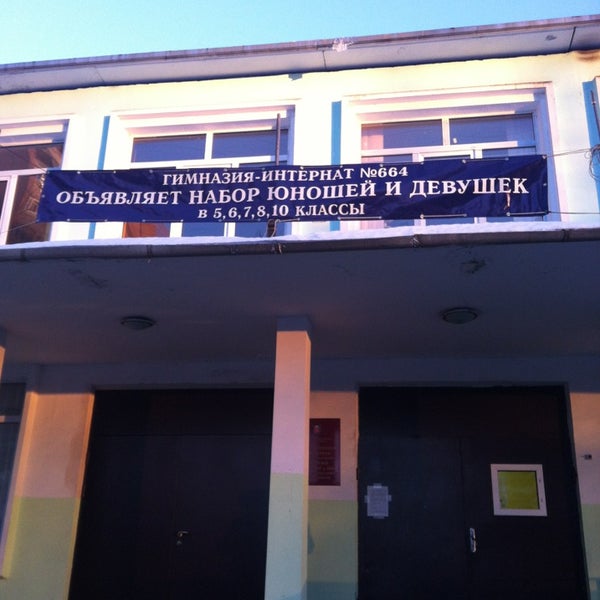 ГИМНАЗИЯ-ИНТЕРНАТ №664
ОБЪЯВЛЯЕТ НАБОР ЮНОШЕЙ И ДЕВУШЕК
В 5,6,7,8,10 КЛАССЫ